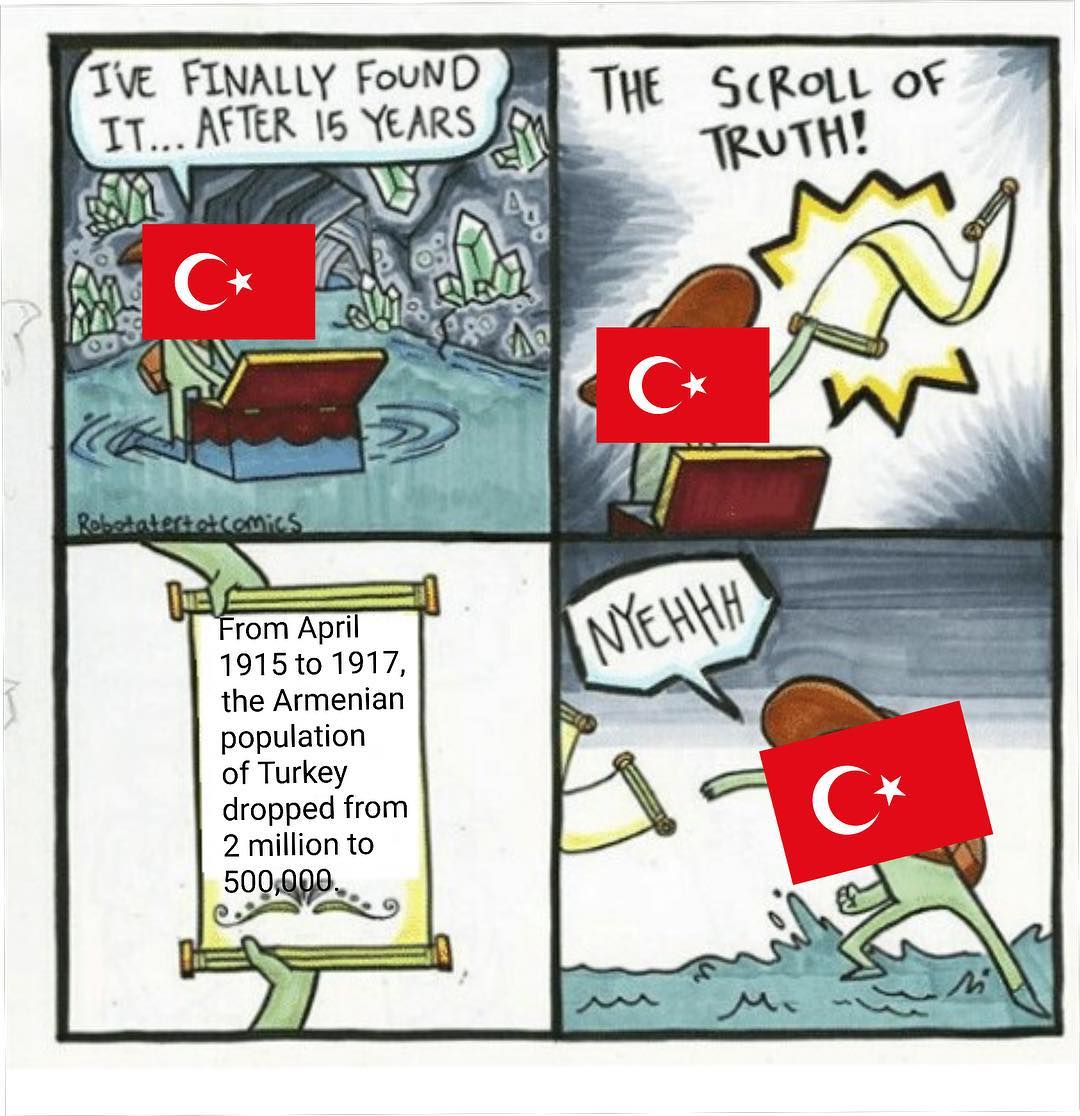 I'VE FINALLY FOUND
IT... AFTER 15 YEARS
THE SCROLL OF
TRUTH!
Robotatertotcomics
From April
1915 to 1917,
the Armenian
population
of Turkey
dropped from
2 million to
500,000.
NYEHHH